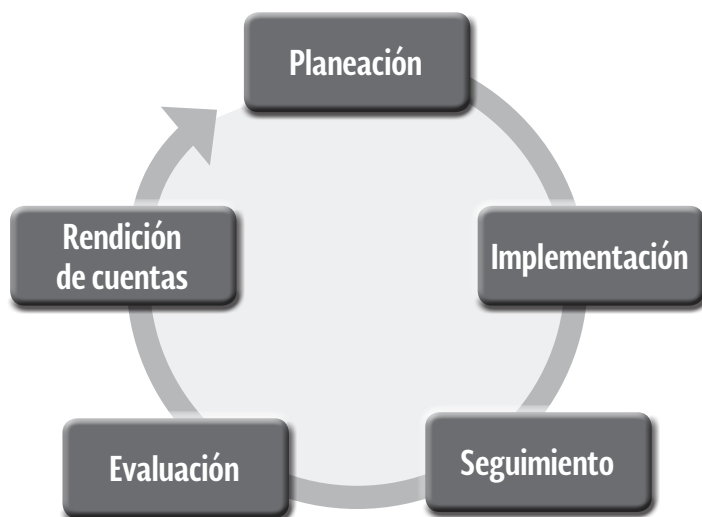 Planeación
Implementación
Seguimiento
Evaluación
Rendición
de cuentas